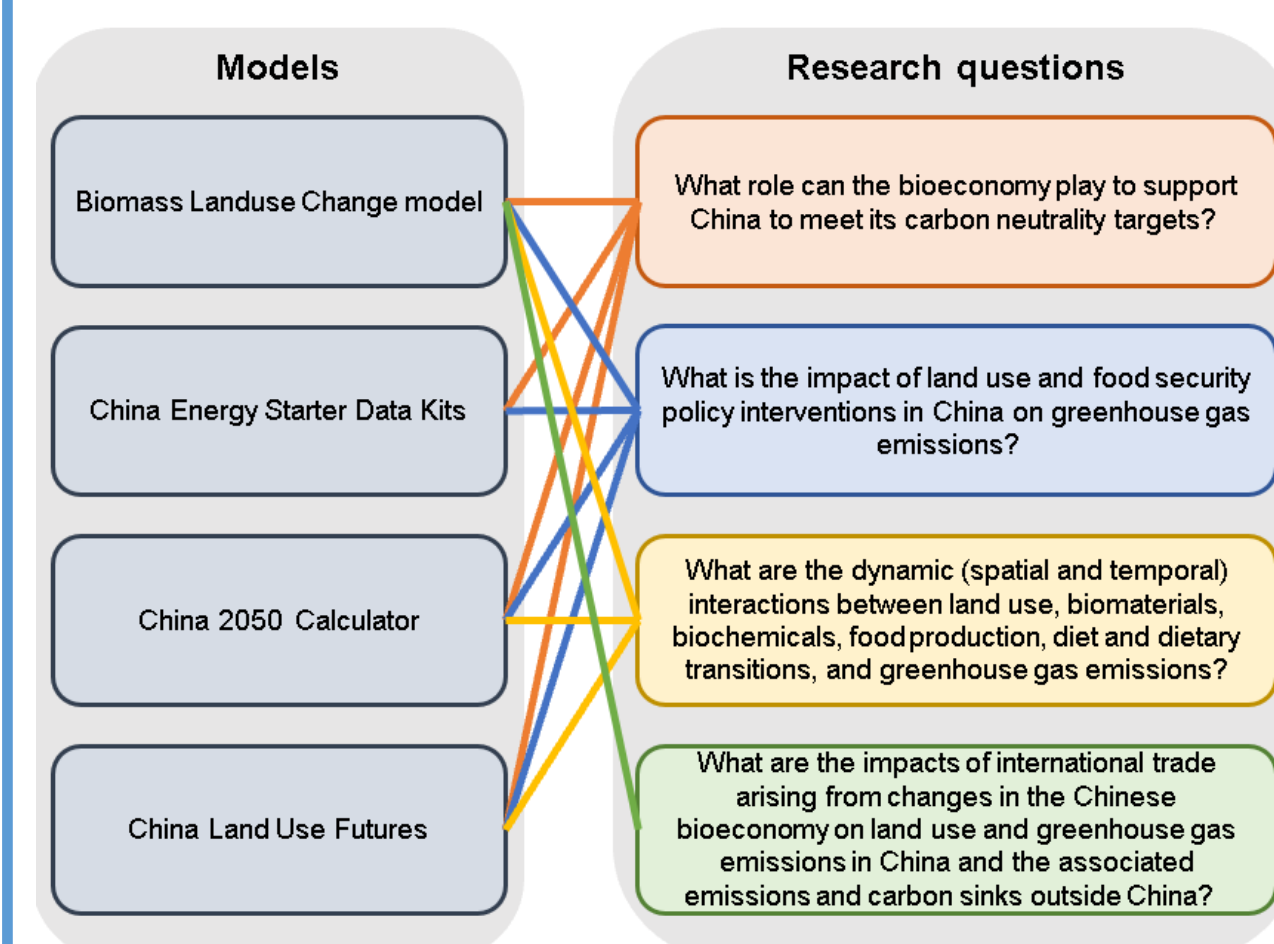 Models
Biomass Landuse Change model
China Energy Starter Data Kits
China 2050 Calculator
China Land Use Futures
Research questions
What role can the bioeconomy play to support
China to meet its carbon neutrality targets?
What is the impact of land use and food security
policy interventions in China on greenhouse gas
emissions?
What are the dynamic (spatial and temporal)
interactions between land use, biomaterials,
biochemicals, food production, diet and dietary
transitions, and greenhouse gas emissions?
What are the impacts of international trade
arising from changes in the Chinese
bioeconomy on land use and greenhouse gas
emissions in China and the associated
emissions and carbon sinks outside China?